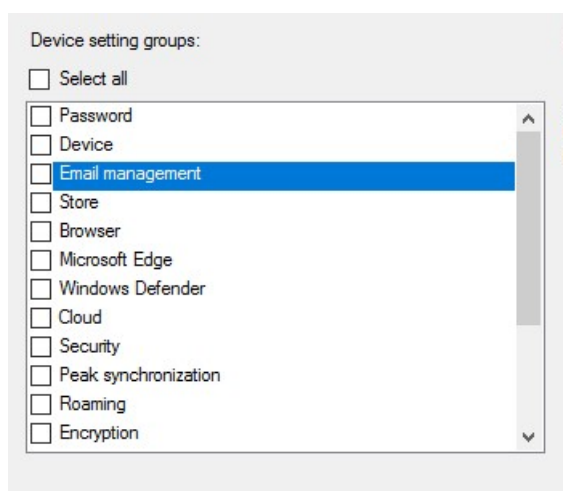 Device setting groups:
Select all
Password
Device
Email management
Store
Browser
Microsoft Edge
Windows Defender
Cloud
Security
Peak synchronization
Roaming
Encryption